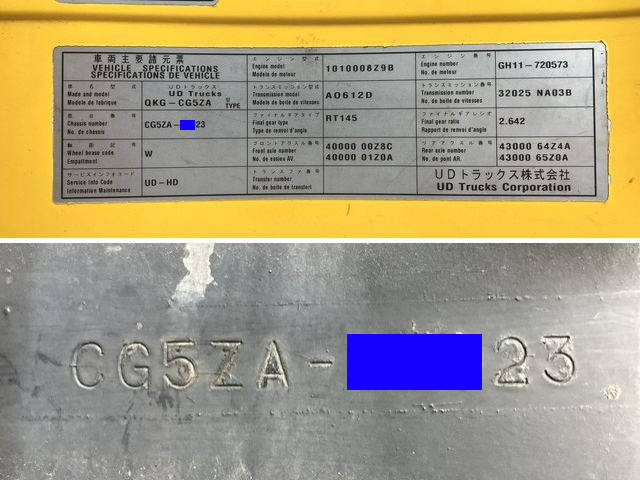 車両主要諸元票
VEHICLE SPECIFICATIONS
SPECIFICATIONS DE VEHICLE
車名型式
Made and model
Modele de fabrique
UDトラックス
UD Trucks
QKG-CG5ZA 型 TYPE
車台番号
Chassis number
No. de chassis
CG5ZA- 23
軸距記号
Wheel base code
Empattement
W
サービスインフォコード
Service Info Code
Information Maintenance
UD-HD
エンジン型式
Engine model
Modele de moteur
1010008Z9B
トランスミッション型式
Transmission model
Modele de boite de vitesses
A0612D
ファイナルギアタイプ
Final gear type
Type de renvoi d'angle
RT145
フロントアクスル番号
Front axle number
No. de essieu AV.
40000 00Z8C
40000 01Z0A
トランスファ番号
Transfer number
No. de boite de transfert
エンジン番号
Engine number
No. de moteur
GH11-720573
トランスミッション番号
Transmission number
No. de boite de vitesses
32025 NA03B
ファイナルギアレシオ
Final gear ratio
Rapport de renvoi d'angle
2.642
リアアクスル番号
Rear axle number
No. de pont AR.
43000 64Z4A
43000 65Z0A
UDトラックス株式会社
UD Trucks Corporation
CG5ZA- 23